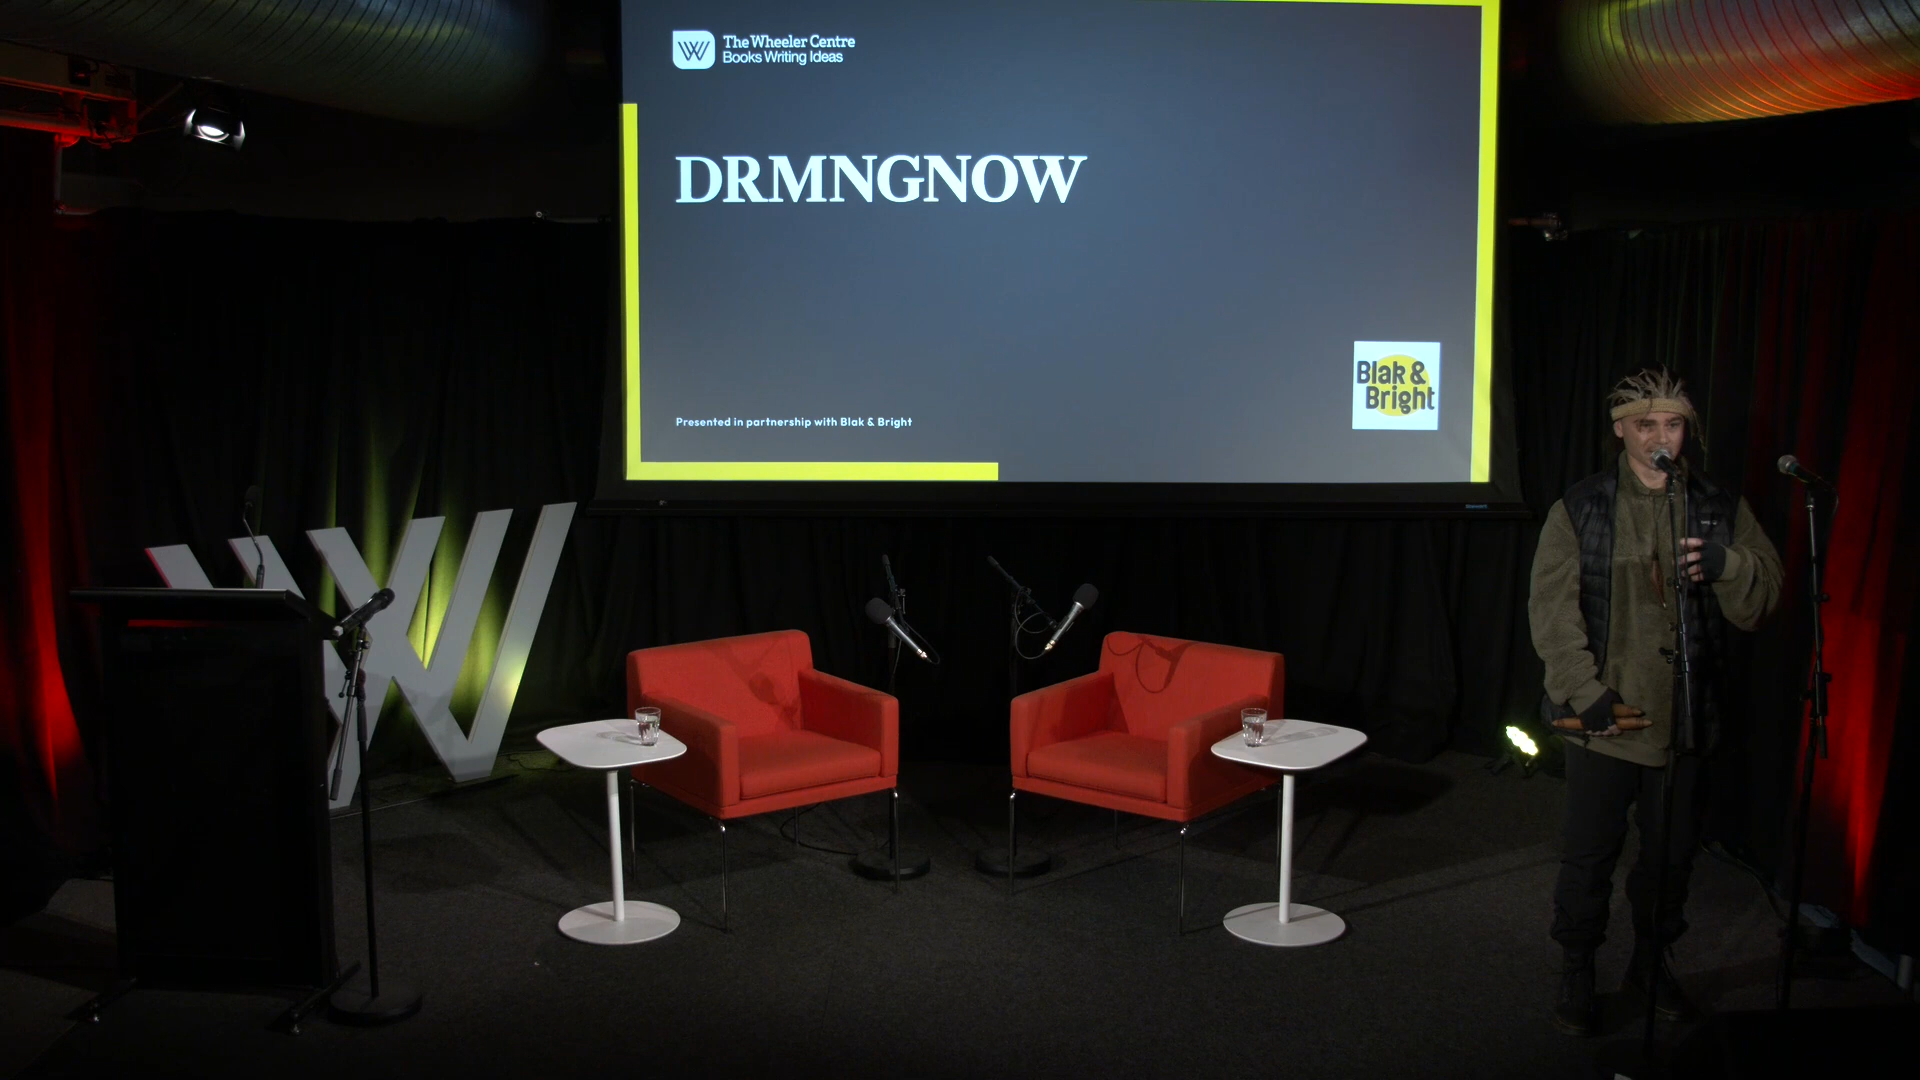 The Wheeler Centre
Books Writing Ideas
DRMNGNOW
Blak &
Bright
Presented in partnership with Blak & Bright